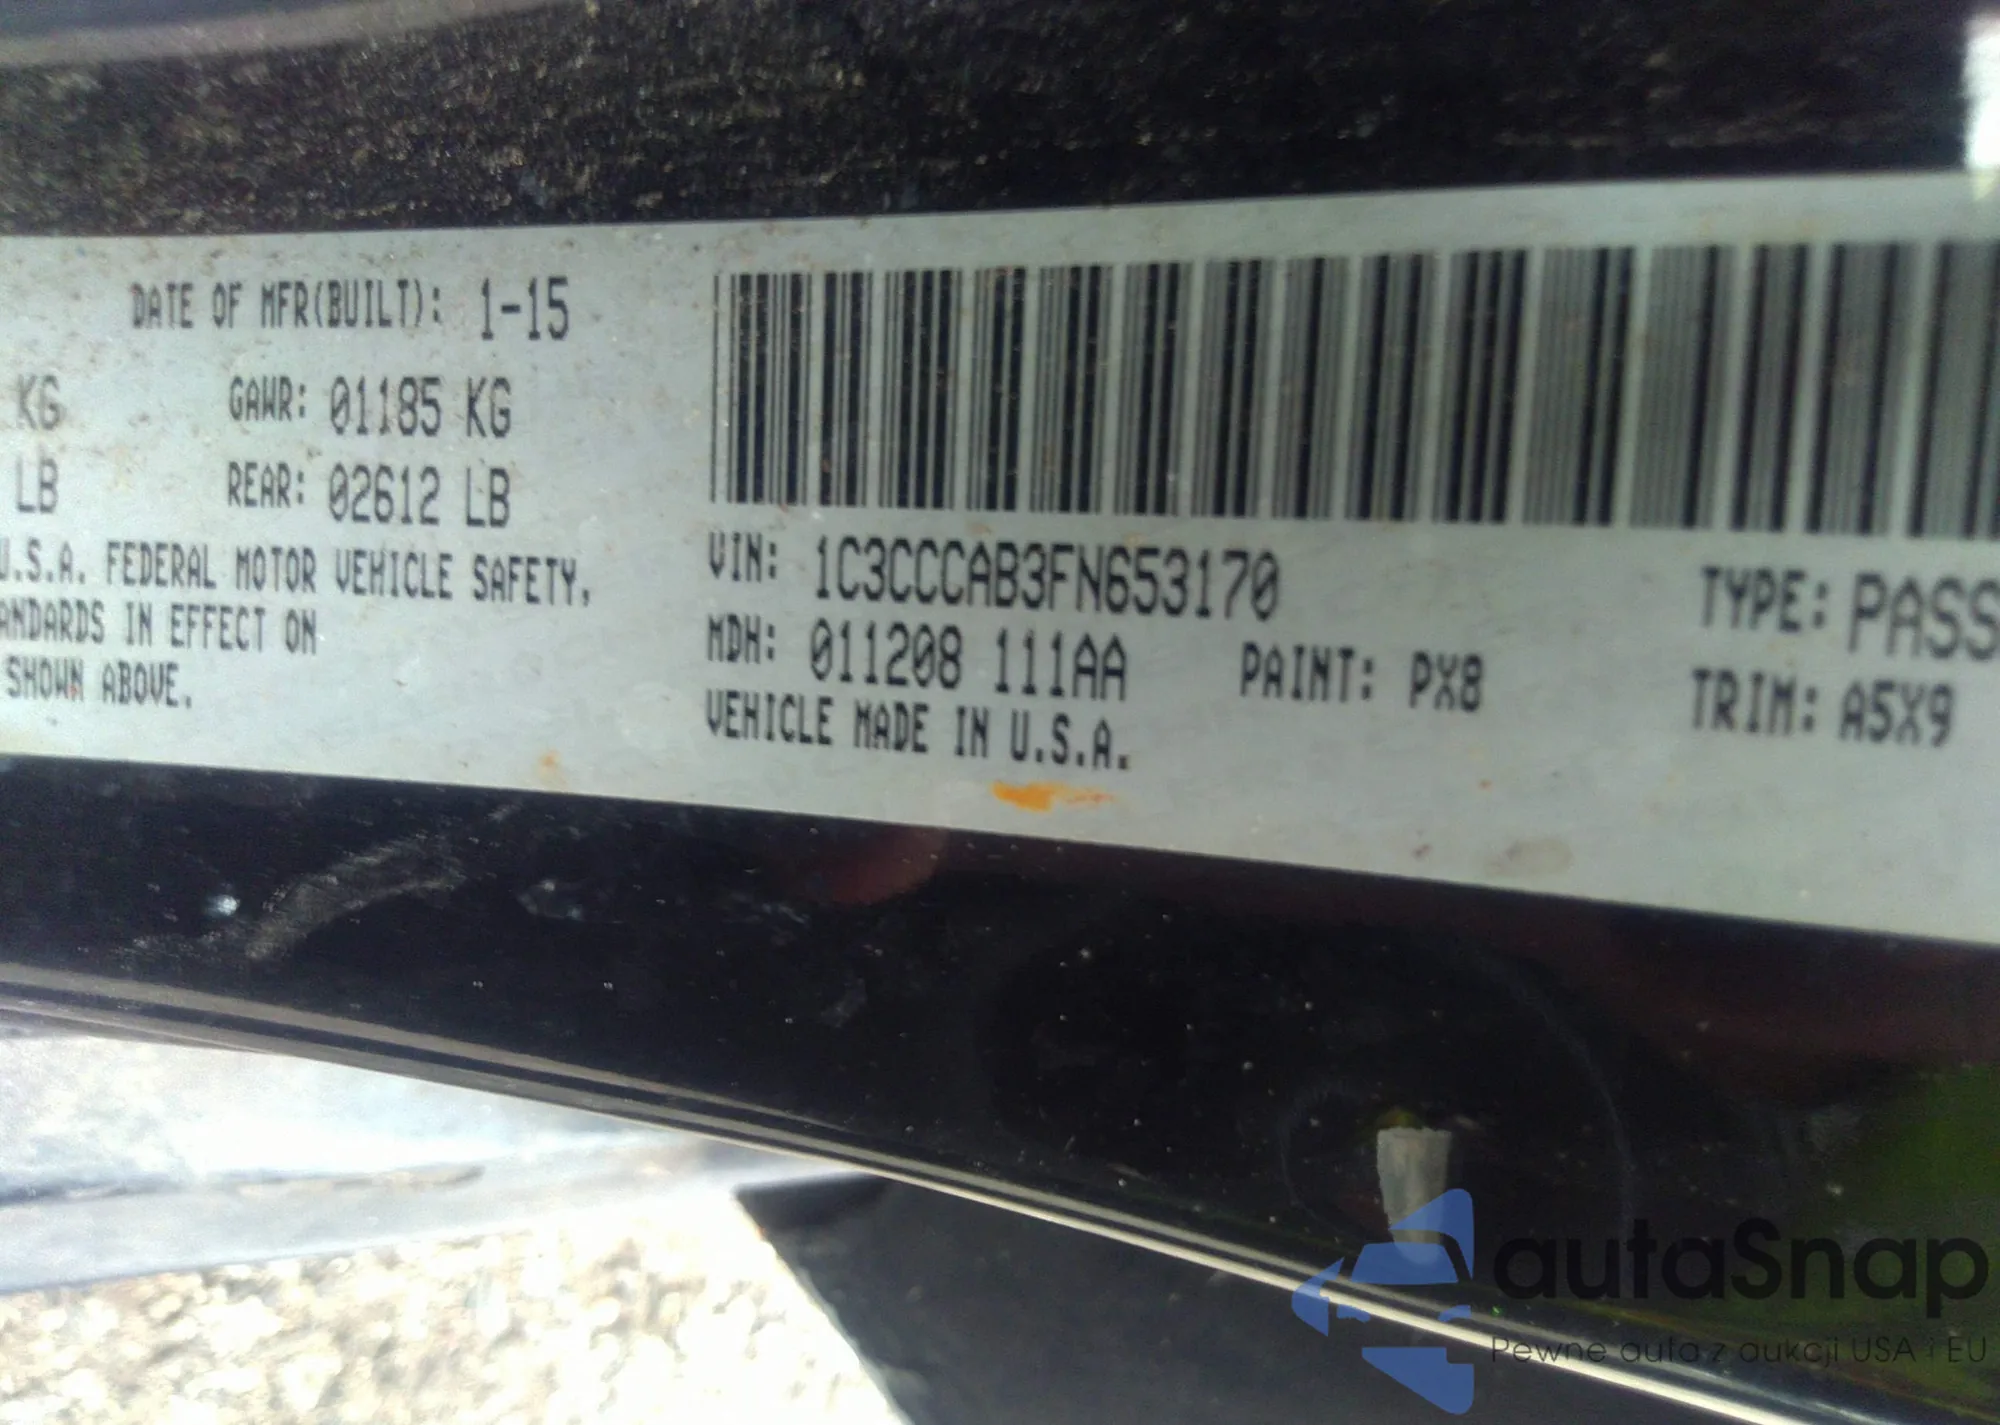 DATE OF MFR(BUILT): 1-15
KG GAWR: 01185 KG
LB REAR: 02612 LB
U.S.A. FEDERAL MOTOR VEHICLE SAFETY,
ANDARDS IN EFFECT ON
SHOWN ABOVE.
VIN: 1C3CCCAB3FN653170
TYPE: PASS
MDH: 011208 111AA PAINT: PX8
TRIM: A5X9
VEHICLE MADE IN U.S.A.
autaSnap
Pewne auta z aukcji USA i EU